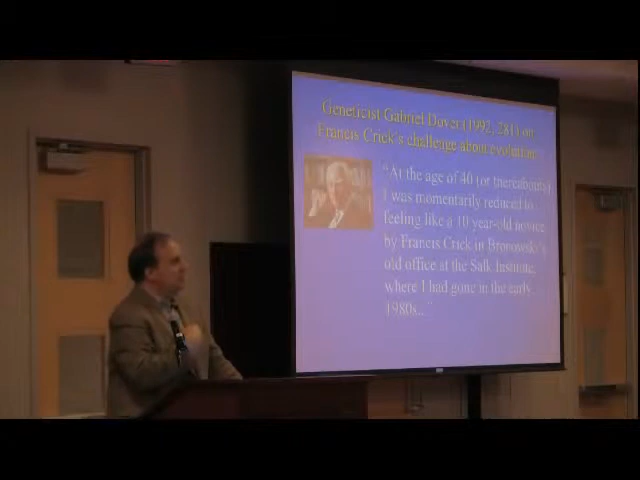 Geneticist Gabriel Dover (1992, 281) on
Francis Crick's challenge about evolution:
"At the age of 40 (or thereabouts)
I was momentarily reduced to
feeling like a 10 year-old novice
by Francis Crick in Bronowski's
old office at the Salk Institute,
where I had gone in the early
1980s...